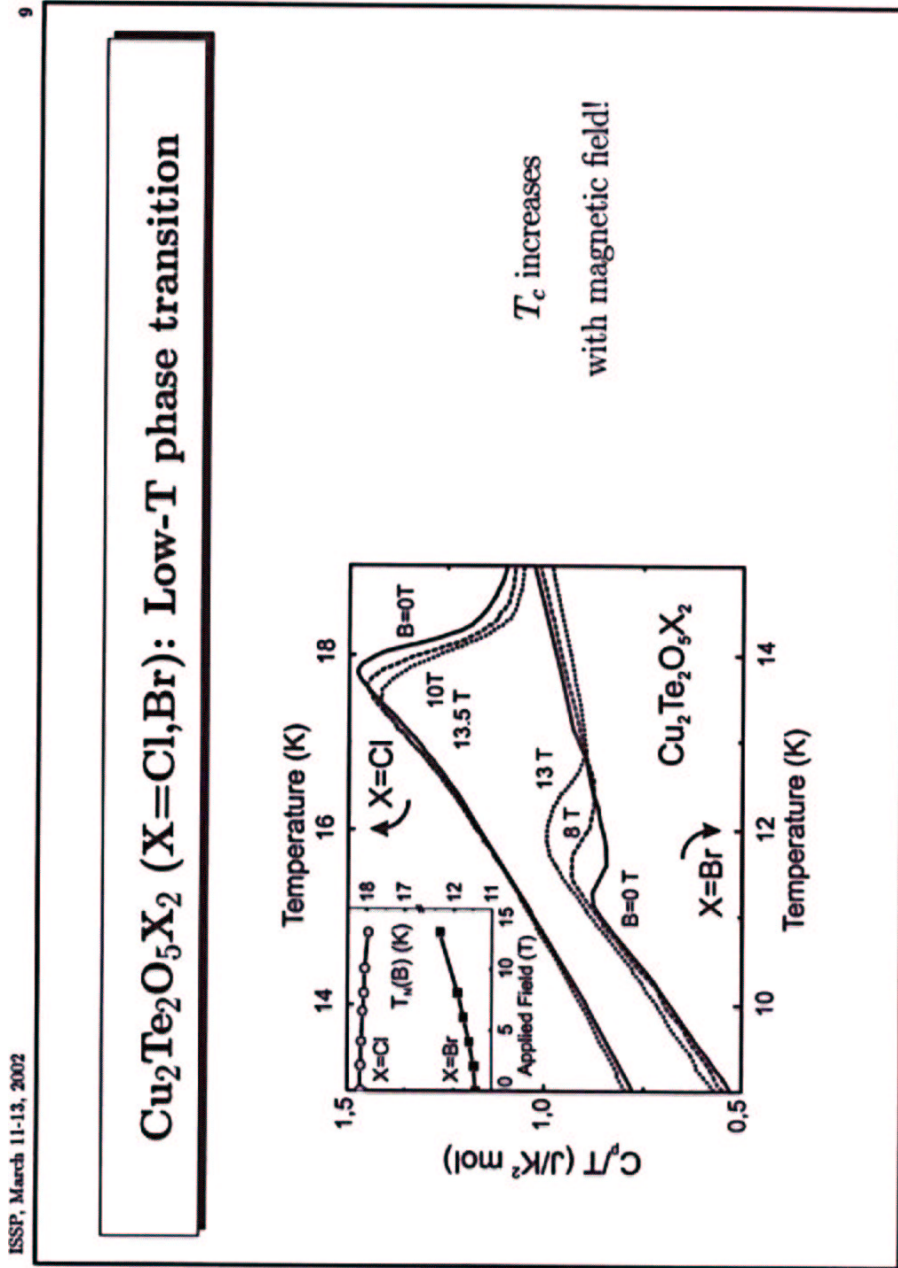 ISSP, March 11-13, 2002
9
Cu₂Te₂O₅X₂ (X=Cl,Br): Low-T phase transition
Temperature (K)
14
16
18
1,5
1,0
0,5
Cₚ/T (J/K² mol)
X=Cl
T_N(B) (K)
X=Br
18
17
12
11
0
5
10
15
Applied Field (T)
X=Cl
B=0T
10T
13.5 T
13 T
8 T
B=0 T
X=Br
Cu₂Te₂O₅X₂
10
12
14
Temperature (K)
T_c increases
with magnetic field!